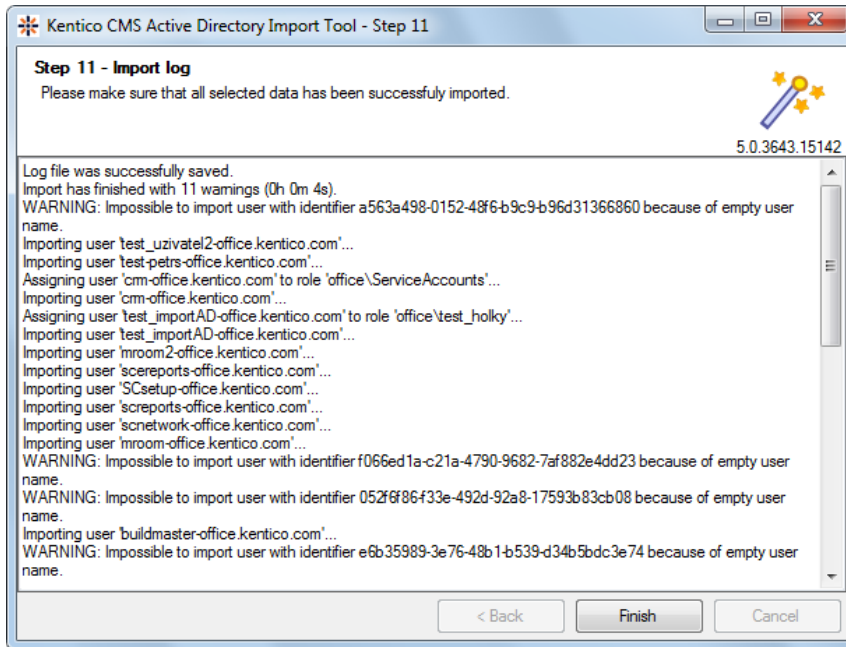 Kentico CMS Active Directory Import Tool - Step 11
Step 11 - Import log
Please make sure that all selected data has been successfuly imported.
5.0.3643.15142
Log file was successfully saved.
Import has finished with 11 warnings (0h 0m 4s).
WARNING: Impossible to import user with identifier a563a498-0152-48f6-b9c9-b96d31366860 because of empty user
name.
Importing user 'test_uzivatel2-office.kentico.com'...
Importing user 'test-petrs-office.kentico.com'...
Assigning user 'crm-office.kentico.com' to role 'office\ServiceAccounts'...
Importing user 'crm-office.kentico.com'...
Assigning user 'test_importAD-office.kentico.com' to role 'office\test_holky'...
Importing user 'test_importAD-office.kentico.com'...
Importing user 'mroom2-office.kentico.com'...
Importing user 'scereports-office.kentico.com'...
Importing user 'SCsetup-office.kentico.com'...
Importing user 'screports-office.kentico.com'...
Importing user 'scnetwork-office.kentico.com'...
Importing user 'mroom-office.kentico.com'...
WARNING: Impossible to import user with identifier f066ed1a-c21a-4790-9682-7af882e4dd23 because of empty user
name.
WARNING: Impossible to import user with identifier 052f6f86-f33e-492d-92a8-17593b83cb08 because of empty user
name.
Importing user 'buildmaster-office.kentico.com'...
WARNING: Impossible to import user with identifier e6b35989-3e76-48b1-b539-d34b5bdc3e74 because of empty user
name.
< Back
Finish
Cancel